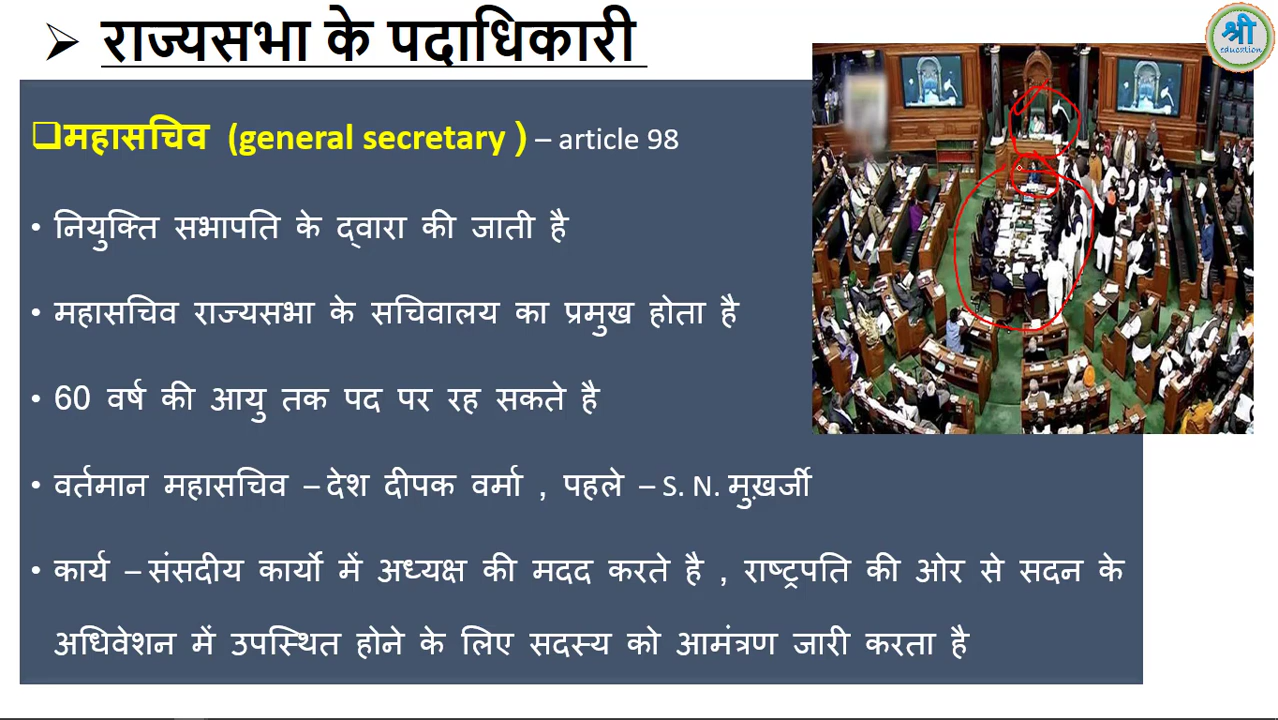 ➢ राज्यसभा के पदाधिकारी
श्री
education
❑महासचिव (general secretary ) – article 98
• नियुक्ति सभापति के द्वारा की जाती है
• महासचिव राज्यसभा के सचिवालय का प्रमुख होता है
• 60 वर्ष की आयु तक पद पर रह सकते है
• वर्तमान महासचिव – देश दीपक वर्मा , पहले – S. N. मुख़र्जी
• कार्य – संसदीय कार्यो में अध्यक्ष की मदद करते है , राष्ट्रपति की ओर से सदन के
अधिवेशन में उपस्थित होने के लिए सदस्य को आमंत्रण जारी करता है